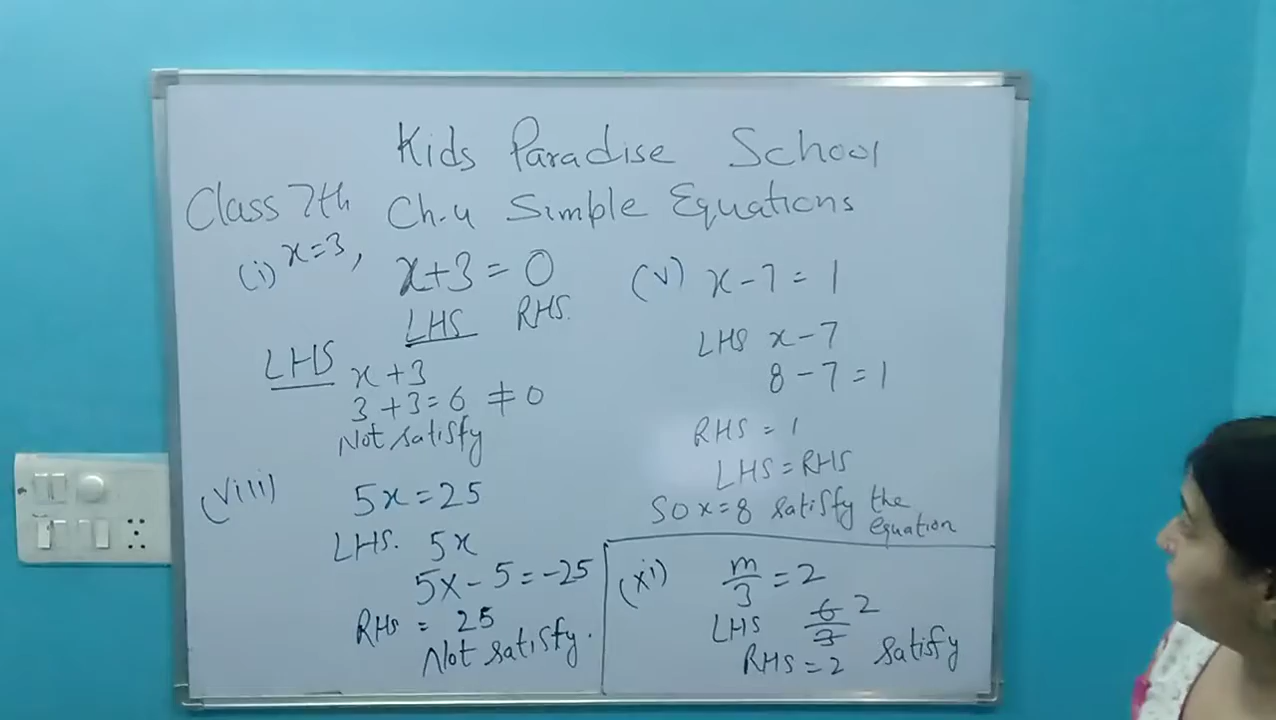 Kids Paradise School
Class 7th Ch.4 Simple Equations
(i) x=3, x+3=0
LHS RHS.
LHS x+3
3+3=6 ≠ 0
Not satisfy
(viii) 5x=25
LHS. 5x
5x-5=-25
RHS = 25
Not satisfy.
(v) x-7=1
LHS x-7
8-7=1
RHS = 1
LHS=RHS
So x=8 satisfy the
equation
(xi) m/3=2
LHS 6/3 2
RHS=2 satisfy